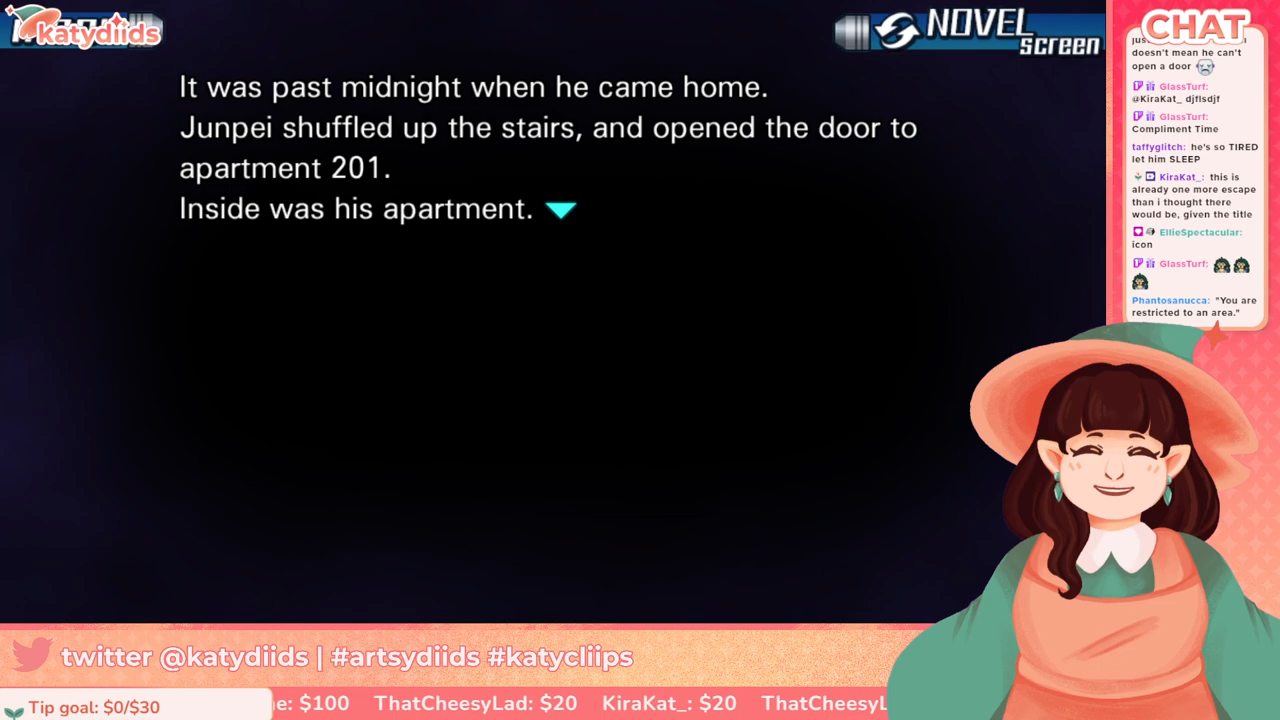 katydiids
NOVEL
screen
It was past midnight when he came home.
Junpei shuffled up the stairs, and opened the door to
apartment 201.
Inside was his apartment.
CHAT
doesn't mean he can't
open a door
GlassTurf:
@KiraKat_ djflsdjf
GlassTurf:
Compliment Time
taffyglitch: he's so TIRED
let him SLEEP
KiraKat_: this is
already one more escape
than i thought there
would be, given the title
EllieSpectacular:
icon
GlassTurf:
Phantosanucca: "You are
restricted to an area."
twitter @katydiids | #artsydiids #katycliips
Tip goal: $0/$30
e: $100 ThatCheesyLad: $20 KiraKat_: $20 ThatCheesyL